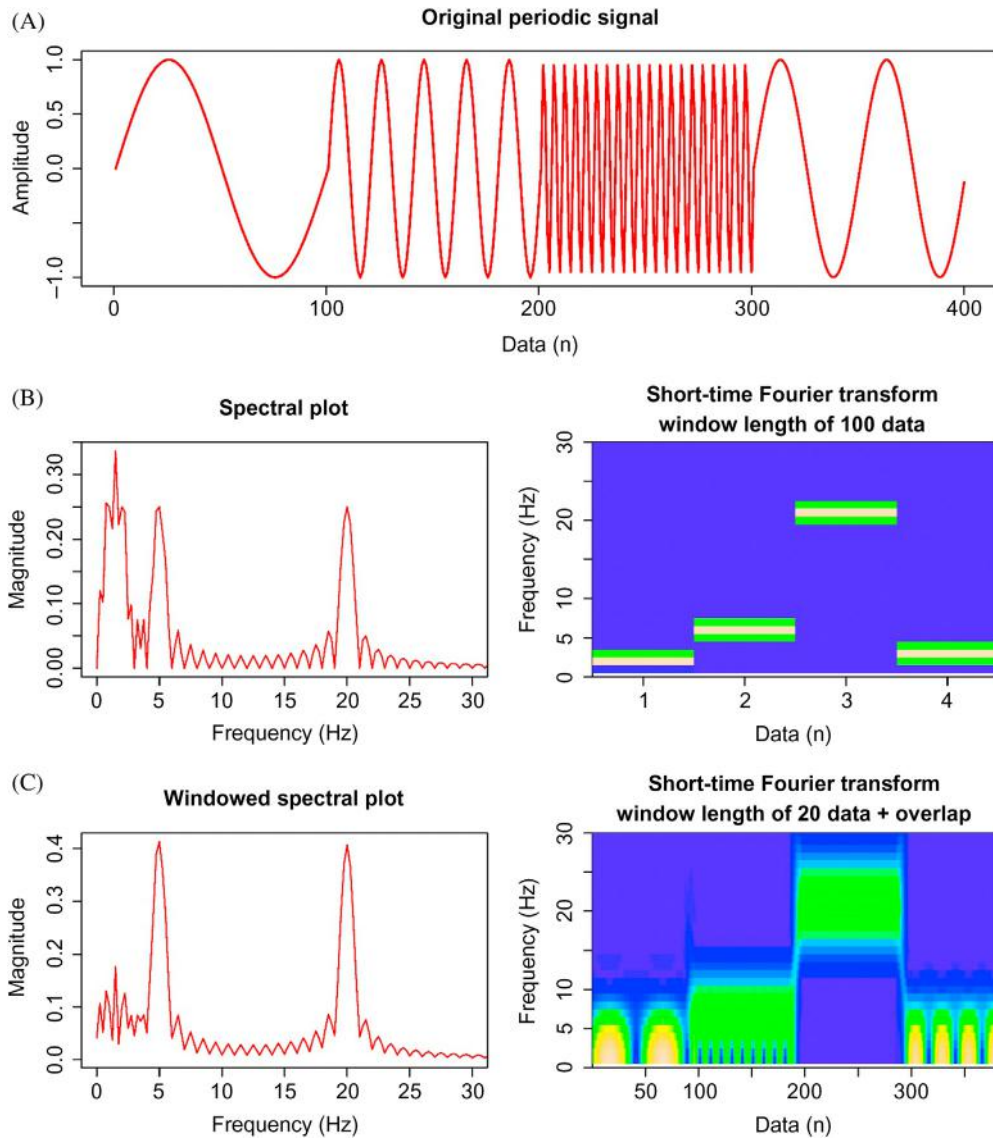 (A)
Original periodic signal
Amplitude
1.0
0.5
0.0
−1.0
0
100
200
300
400
Data (n)
(B)
Spectral plot
Magnitude
0.30
0.20
0.10
0.00
0
5
10
15
20
25
30
Frequency (Hz)
Short-time Fourier transform
window length of 100 data
Frequency (Hz)
30
20
10
5
0
1
2
3
4
Data (n)
(C)
Windowed spectral plot
Magnitude
0.4
0.3
0.2
0.1
0.0
0
5
10
15
20
25
30
Frequency (Hz)
Short-time Fourier transform
window length of 20 data + overlap
Frequency (Hz)
30
20
10
5
0
50
100
200
300
Data (n)